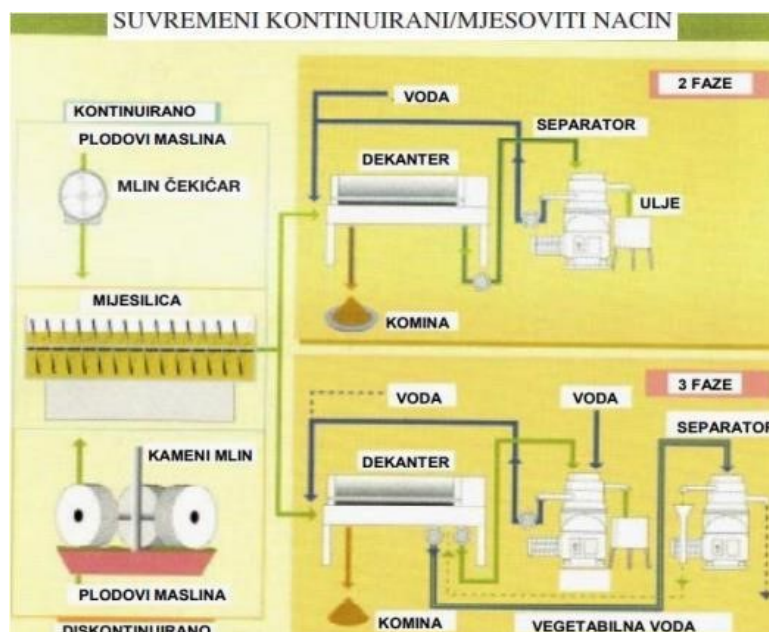 SUVREMENI KONTINUIRANI/MJESOVITI NACIN
KONTINUIRANO
PLODOVI MASLINA
MLIN ČEKIĆAR
MIJESILICA
KAMENI MLIN
PLODOVI MASLINA
DISKONTINUIRANO
2 FAZE
VODA
SEPARATOR
DEKANTER
ULJE
KOMINA
3 FAZE
VODA
VODA
SEPARATOR
DEKANTER
KOMINA
VEGETABILNA VODA